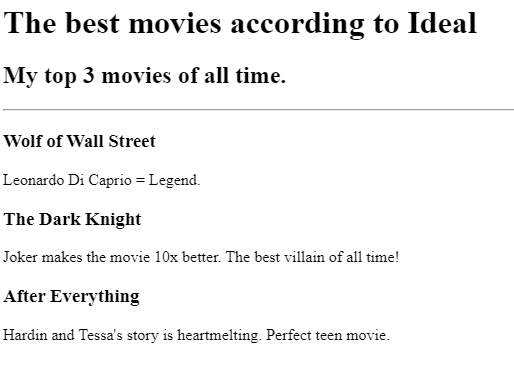 The best movies according to Ideal
My top 3 movies of all time.
Wolf of Wall Street
Leonardo Di Caprio = Legend.
The Dark Knight
Joker makes the movie 10x better. The best villain of all time!
After Everything
Hardin and Tessa's story is heartmelting. Perfect teen movie.